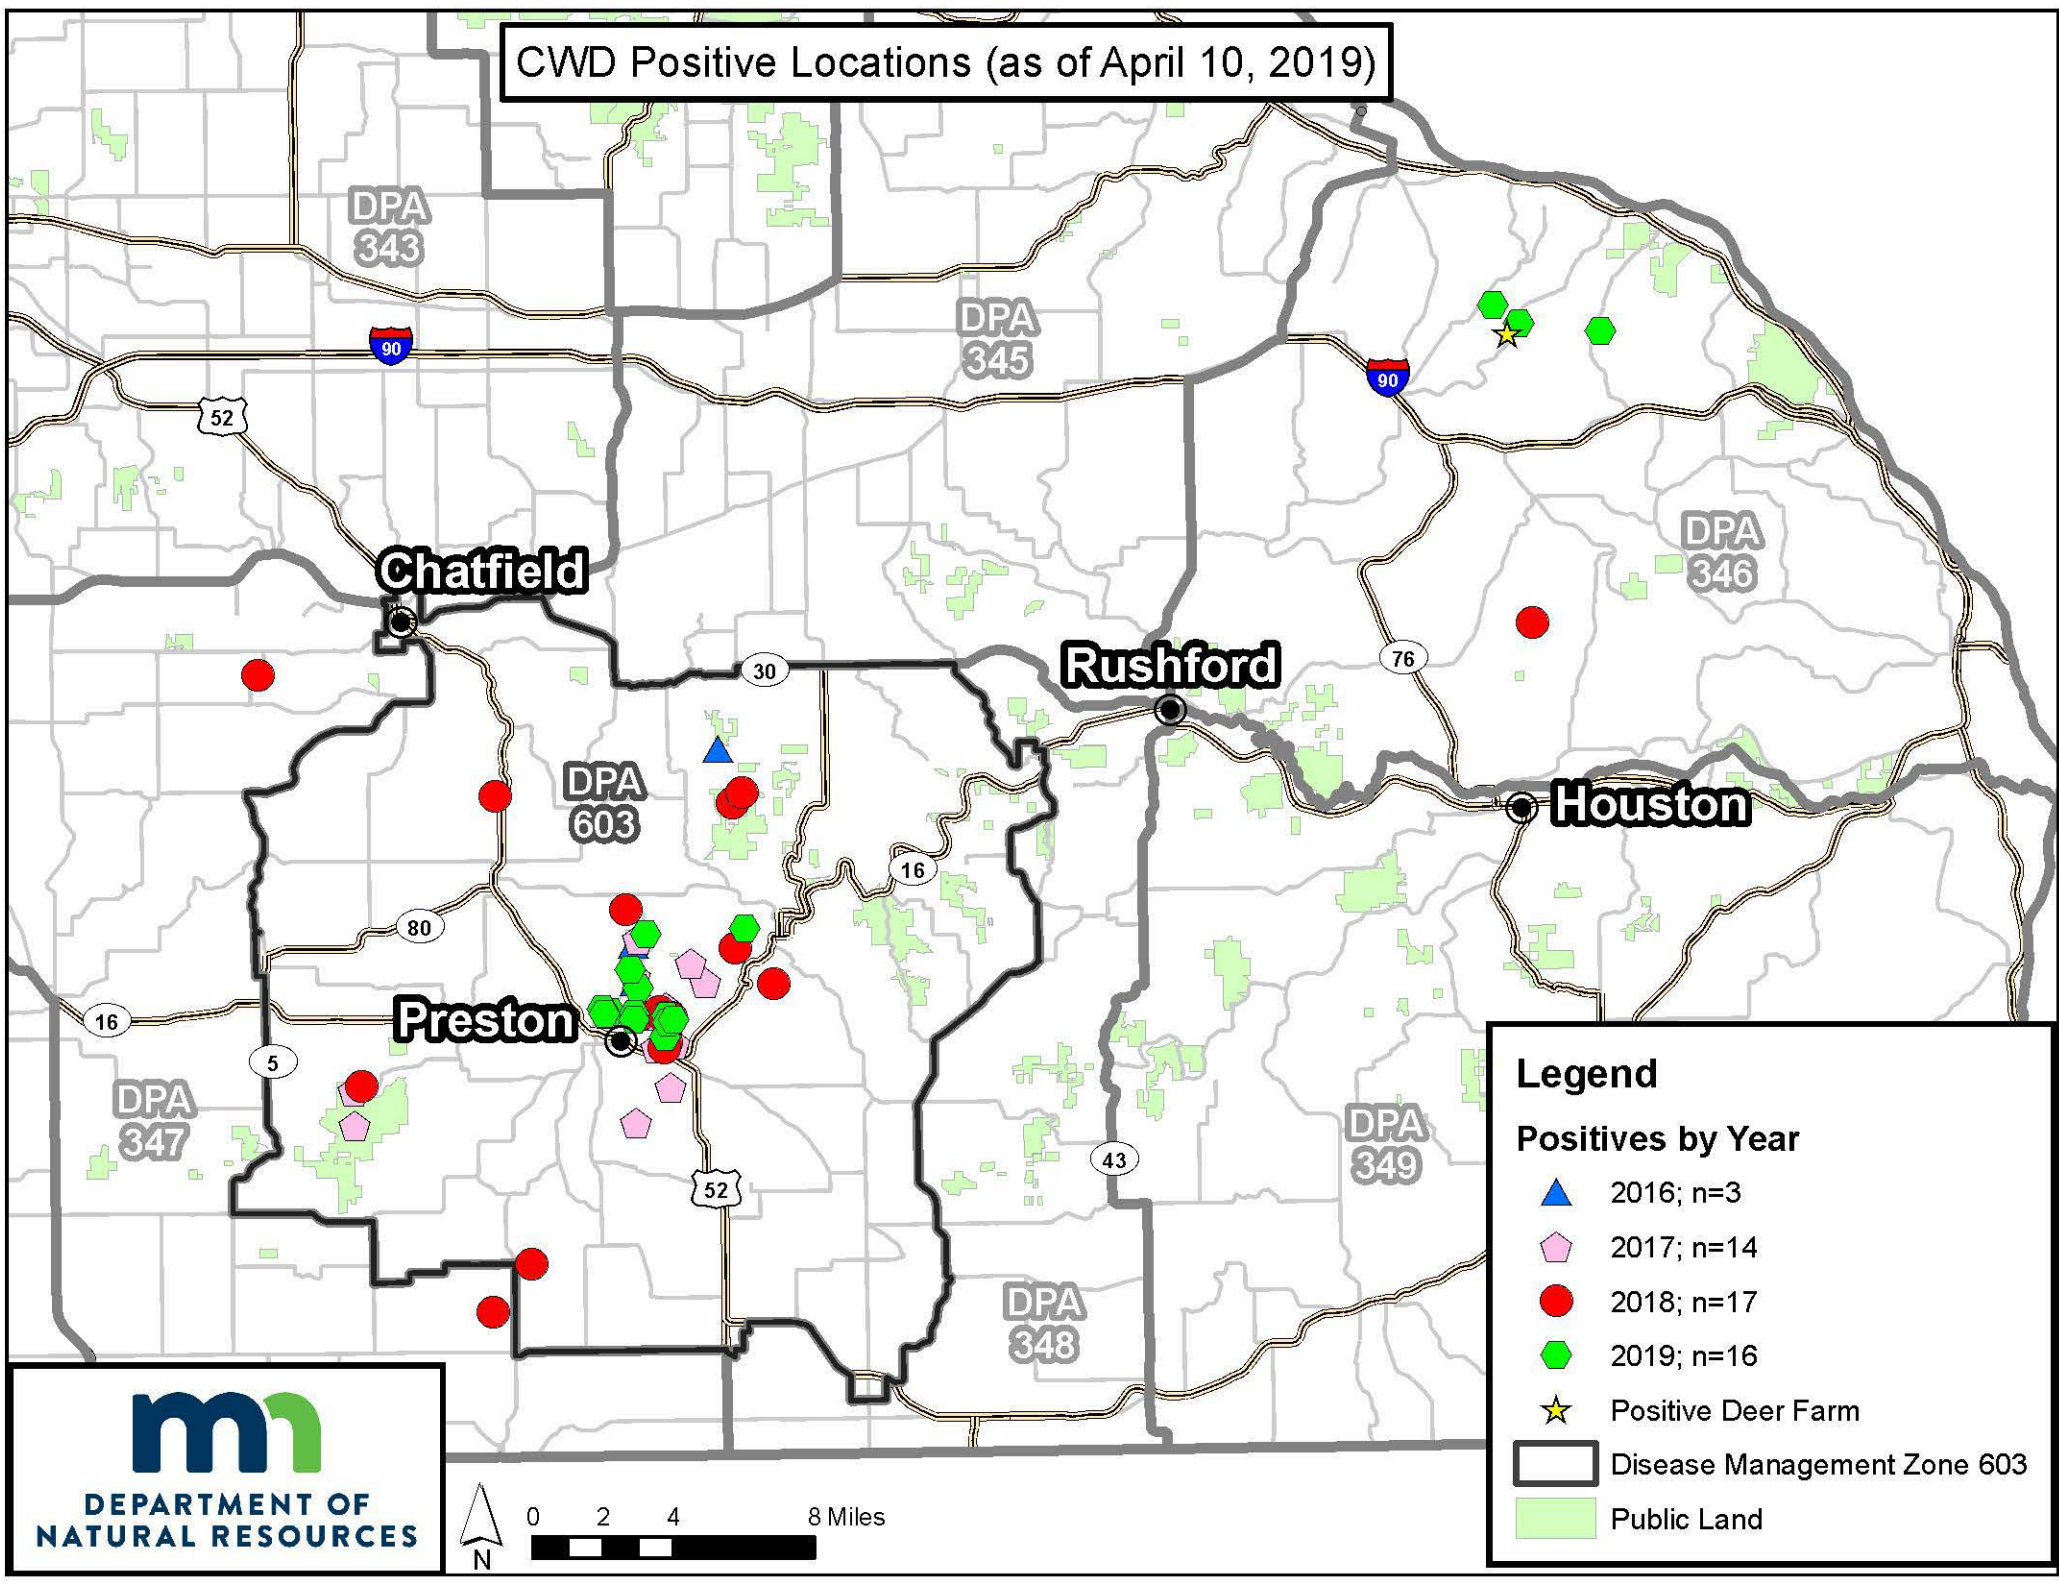 CWD Positive Locations (as of April 10, 2019)
DPA
343
DPA
345
90
90
52
DPA
346
Chatfield
Rushford
30
76
DPA
603
Houston
16
80
Preston
16
5
DPA
347
DPA
349
43
52
DPA
348
Legend
Positives by Year
2016; n=3
2017; n=14
2018; n=17
2019; n=16
Positive Deer Farm
Disease Management Zone 603
Public Land
mn
DEPARTMENT OF
NATURAL RESOURCES
N
0 2 4 8 Miles